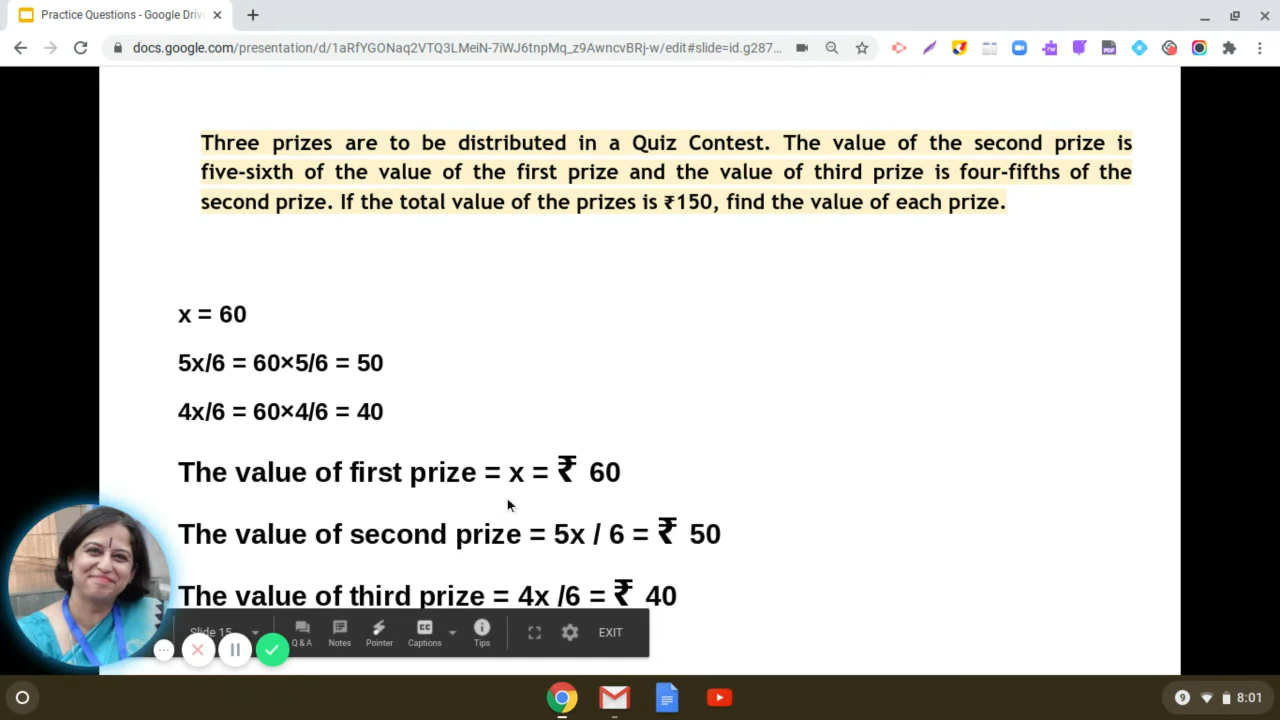 Practice Questions - Google Driv
docs.google.com/presentation/d/1aRfYGONaq2VTQ3LMeiN-7iWJ6tnpMq_z9AwncvBRj-w/edit#slide=id.g287...
Three prizes are to be distributed in a Quiz Contest. The value of the second prize is
five-sixth of the value of the first prize and the value of third prize is four-fifths of the
second prize. If the total value of the prizes is ₹150, find the value of each prize.
x = 60
5x/6 = 60×5/6 = 50
4x/6 = 60×4/6 = 40
The value of first prize = x = ₹ 60
The value of second prize = 5x / 6 = ₹ 50
The value of third prize = 4x /6 = ₹ 40
Slide 15
Q & A Notes Pointer Captions Tips EXIT
9 8:01